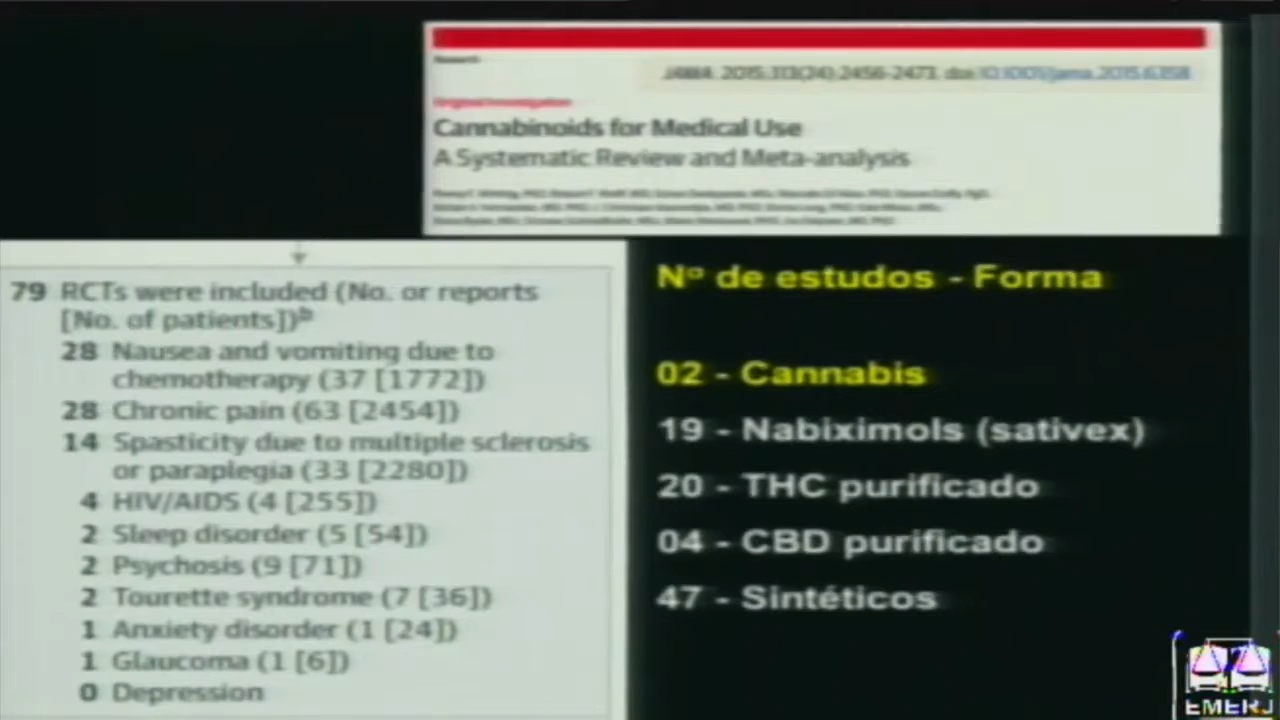 JAMA. 2015;313(24):2456-2473. doi:10.1001/jama.2015.6358
Original Investigation
Cannabinoids for Medical Use
A Systematic Review and Meta-analysis
79 RCTs were included (No. or reports
[No. of patients])b
28 Nausea and vomiting due to
chemotherapy (37 [1772])
28 Chronic pain (63 [2454])
14 Spasticity due to multiple sclerosis
or paraplegia (33 [2280])
4 HIV/AIDS (4 [255])
2 Sleep disorder (5 [54])
2 Psychosis (9 [71])
2 Tourette syndrome (7 [36])
1 Anxiety disorder (1 [24])
1 Glaucoma (1 [6])
0 Depression
Nº de estudos - Forma
02 - Cannabis
19 - Nabiximols (sativex)
20 - THC purificado
04 - CBD purificado
47 - Sintéticos
EMERJ